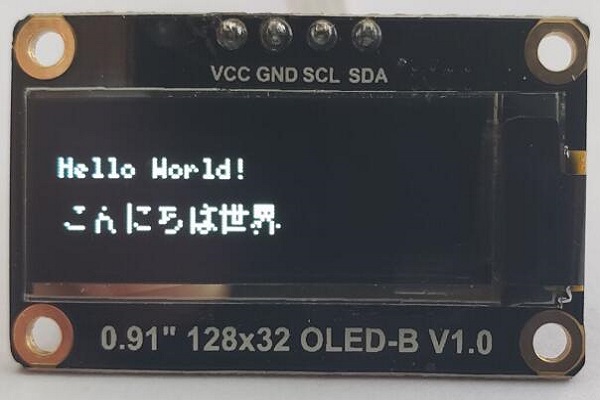 VCC GND SCL SDA
Hello World!
こんにちは世界
0.91" 128x32 OLED-B V1.0